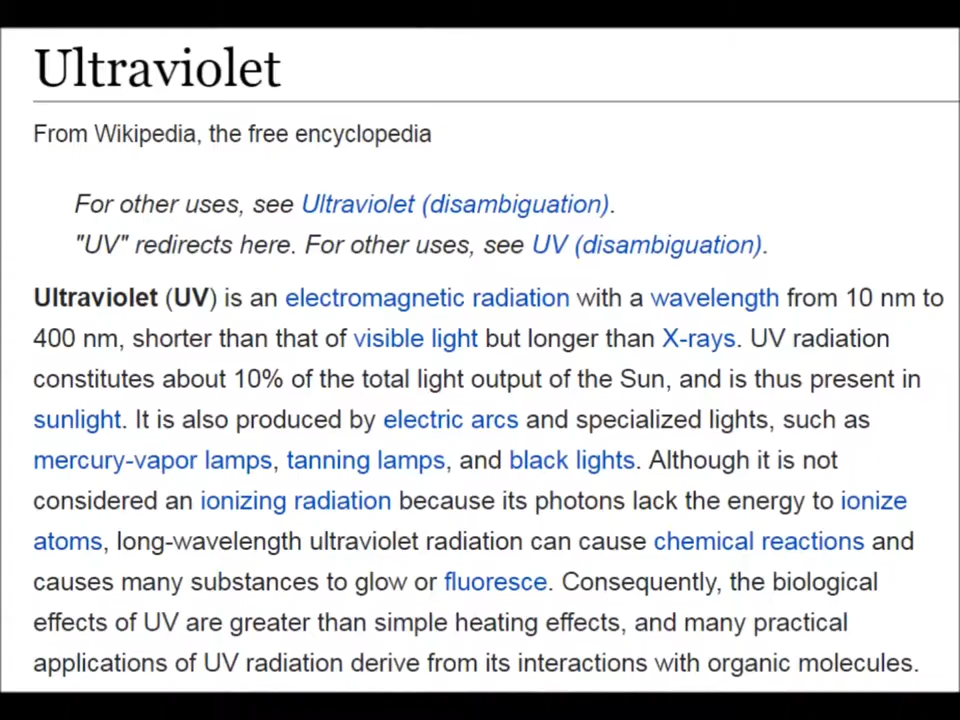 Ultraviolet
From Wikipedia, the free encyclopedia
For other uses, see Ultraviolet (disambiguation).
"UV" redirects here. For other uses, see UV (disambiguation).
Ultraviolet (UV) is an electromagnetic radiation with a wavelength from 10 nm to
400 nm, shorter than that of visible light but longer than X-rays. UV radiation
constitutes about 10% of the total light output of the Sun, and is thus present in
sunlight. It is also produced by electric arcs and specialized lights, such as
mercury-vapor lamps, tanning lamps, and black lights. Although it is not
considered an ionizing radiation because its photons lack the energy to ionize
atoms, long-wavelength ultraviolet radiation can cause chemical reactions and
causes many substances to glow or fluoresce. Consequently, the biological
effects of UV are greater than simple heating effects, and many practical
applications of UV radiation derive from its interactions with organic molecules.